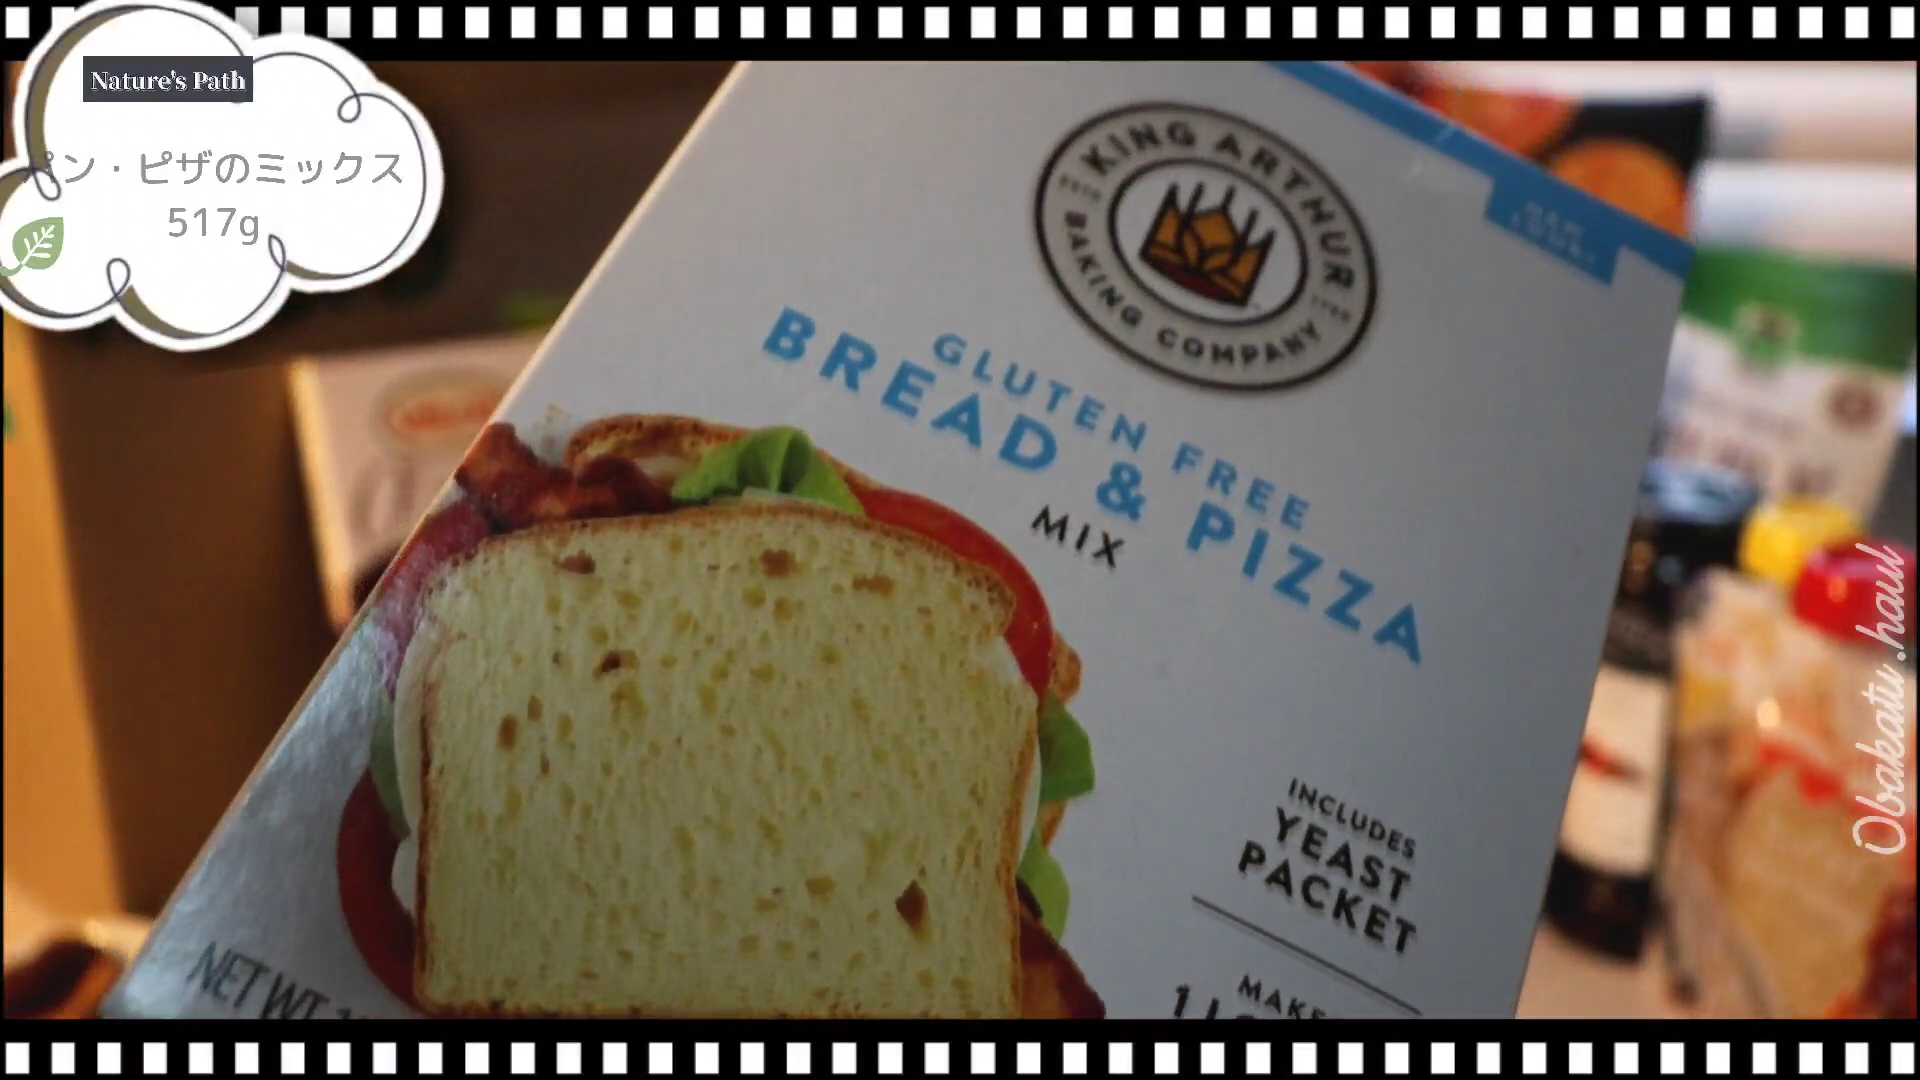 Nature's Path
パン・ピザのミックス
517g
KING ARTHUR
BAKING COMPANY
GLUTEN FREE
BREAD & PIZZA
MIX
INCLUDES
YEAST
PACKET
NET WT
Obakatu.haul